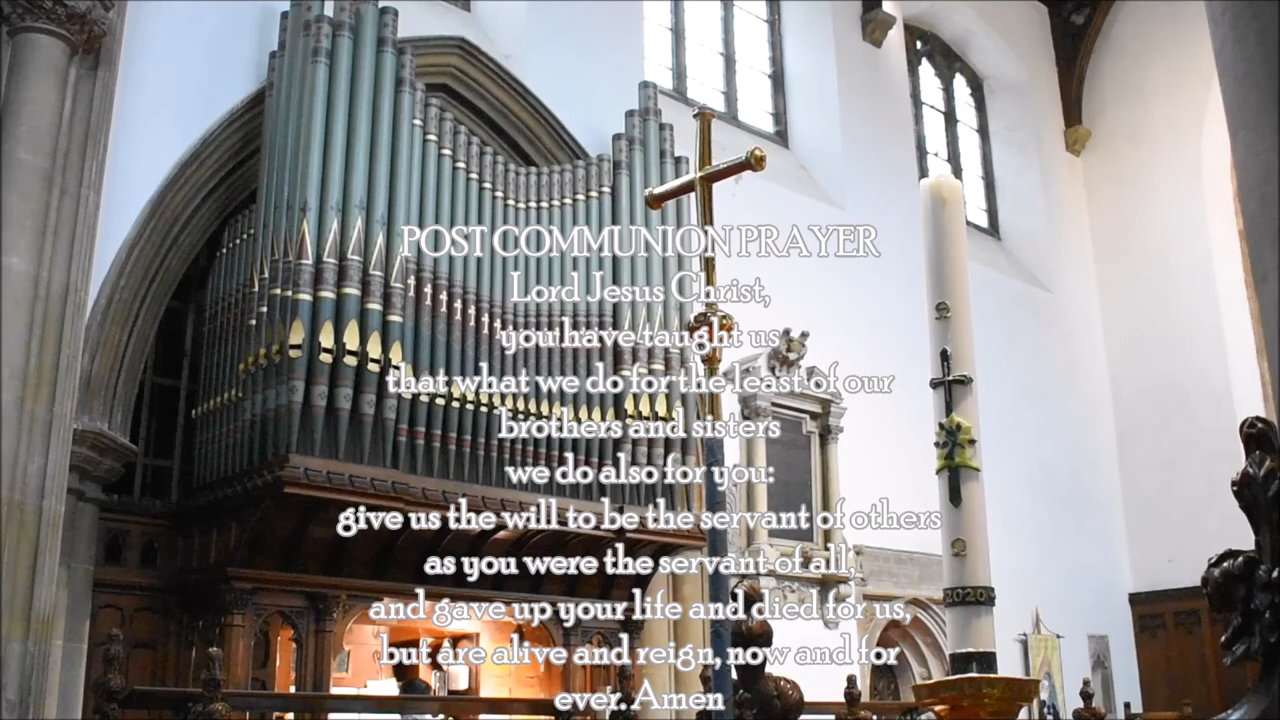 POST COMMUNION PRAYER
Lord Jesus Christ,
you have taught us
that what we do for the least of our
brothers and sisters
we do also for you:
give us the will to be the servant of others
as you were the servant of all,
and gave up your life and died for us,
but are alive and reign, now and for
ever. Amen
Ω
Ω
2020